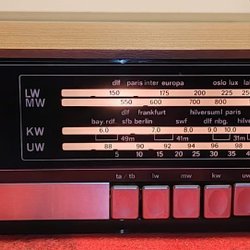 dlf paris inter europa oslo lux
LW 150 175 200 225 250
MW 550 600 700 800
dlf frankfurt hilversum1 paris
KW 6.0 7.0 8.0 9.0 10.0
49m 41m 31m
bay.rdf. sfb berlin swf dlf nbg.
UW 88 90 92 94 96 98
5 10 15 20 25 30 35
ta/tb lw mw kw uw